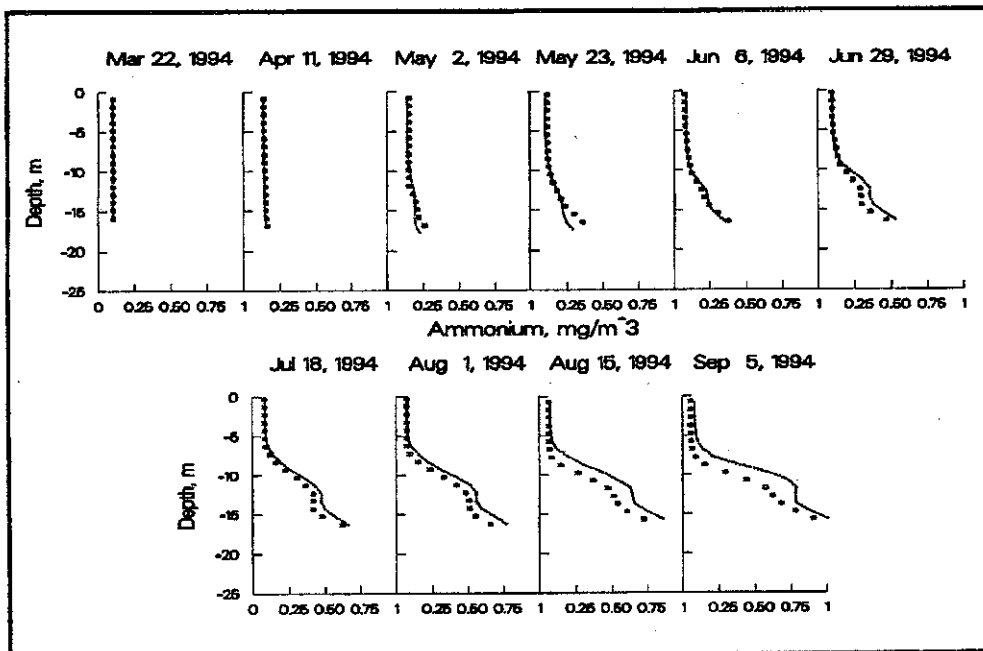 Mar 22, 1994 Apr 11, 1994 May 2, 1994 May 23, 1994 Jun 6, 1994 Jun 29, 1994
0
-5
-10
-15
-20
-25
Depth, m
0 0.25 0.50 0.75 1 0.25 0.50 0.75 1 0.25 0.50 0.75 1 0.25 0.50 0.75 1 0.25 0.50 0.75 1 0.25 0.50 0.75 1
Ammonium, mg/m^3
Jul 18, 1994 Aug 1, 1994 Aug 15, 1994 Sep 5, 1994
0
-5
-10
-15
-20
-25
Depth, m
0 0.25 0.50 0.75 1 0.25 0.50 0.75 1 0.25 0.50 0.75 1 0.25 0.50 0.75 1